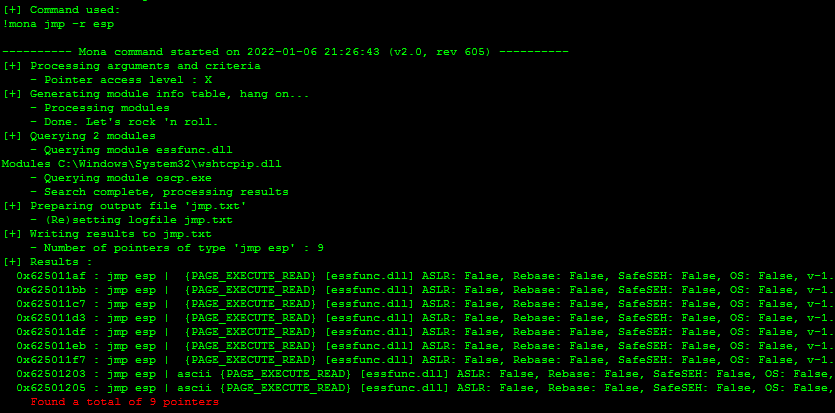 [+] Command used:
!mona jmp -r esp
---------- Mona command started on 2022-01-06 21:26:43 (v2.0, rev 605) ----------
[+] Processing arguments and criteria
- Pointer access level : X
[+] Generating module info table, hang on...
- Processing modules
- Done. Let's rock 'n roll.
[+] Querying 2 modules
- Querying module essfunc.dll
Modules C:\Windows\System32\wshtcpip.dll
- Querying module oscp.exe
- Search complete, processing results
[+] Preparing output file 'jmp.txt'
- (Re)setting logfile jmp.txt
[+] Writing results to jmp.txt
- Number of pointers of type 'jmp esp' : 9
[+] Results :
0x625011af : jmp esp |  {PAGE_EXECUTE_READ} [essfunc.dll] ASLR: False, Rebase: False, SafeSEH: False, OS: False, v-1.
0x625011bb : jmp esp |  {PAGE_EXECUTE_READ} [essfunc.dll] ASLR: False, Rebase: False, SafeSEH: False, OS: False, v-1.
0x625011c7 : jmp esp |  {PAGE_EXECUTE_READ} [essfunc.dll] ASLR: False, Rebase: False, SafeSEH: False, OS: False, v-1.
0x625011d3 : jmp esp |  {PAGE_EXECUTE_READ} [essfunc.dll] ASLR: False, Rebase: False, SafeSEH: False, OS: False, v-1.
0x625011df : jmp esp |  {PAGE_EXECUTE_READ} [essfunc.dll] ASLR: False, Rebase: False, SafeSEH: False, OS: False, v-1.
0x625011eb : jmp esp |  {PAGE_EXECUTE_READ} [essfunc.dll] ASLR: False, Rebase: False, SafeSEH: False, OS: False, v-1.
0x625011f7 : jmp esp |  {PAGE_EXECUTE_READ} [essfunc.dll] ASLR: False, Rebase: False, SafeSEH: False, OS: False, v-1.
0x62501203 : jmp esp | ascii {PAGE_EXECUTE_READ} [essfunc.dll] ASLR: False, Rebase: False, SafeSEH: False, OS: False,
0x62501205 : jmp esp | ascii {PAGE_EXECUTE_READ} [essfunc.dll] ASLR: False, Rebase: False, SafeSEH: False, OS: False,
Found a total of 9 pointers